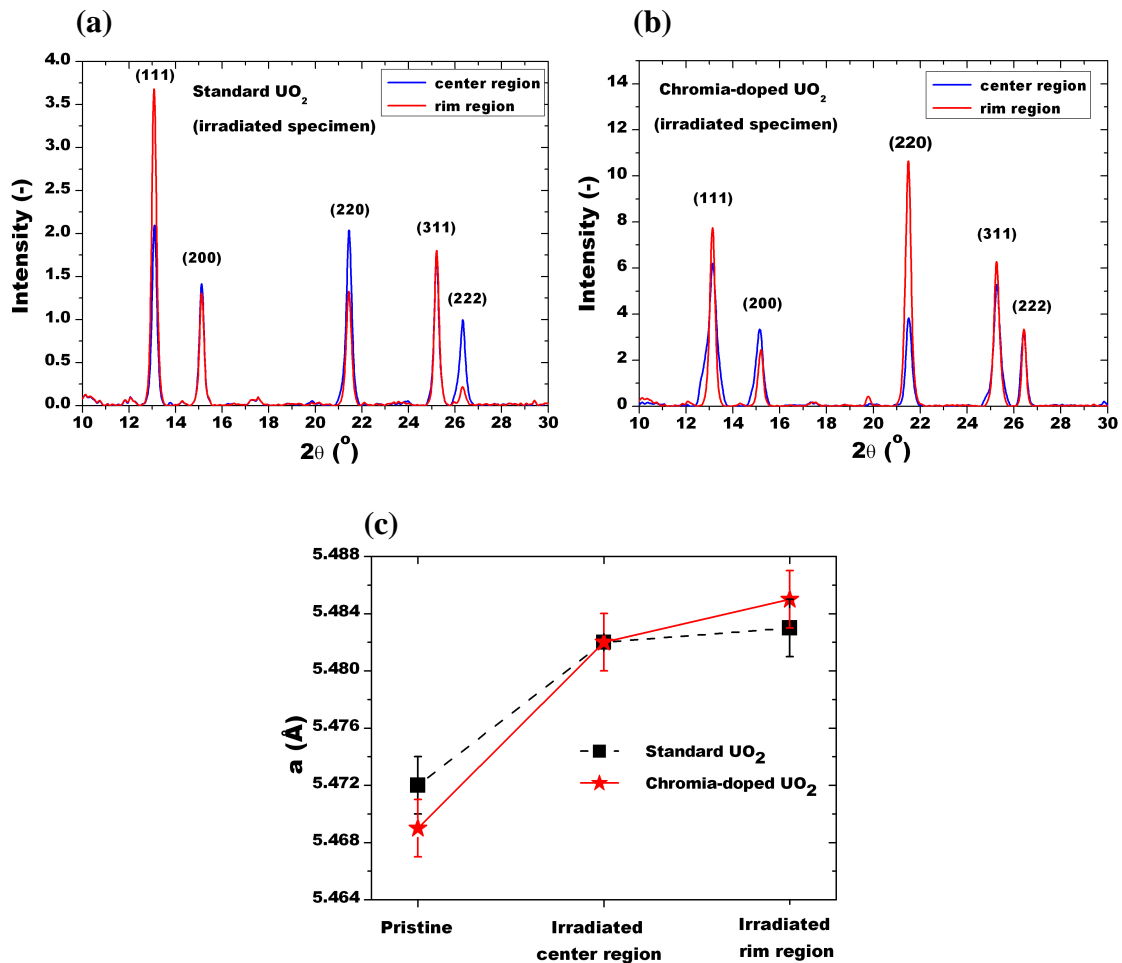 (a)
4.0
3.5
3.0
2.5
2.0
1.5
1.0
0.5
0.0
Intensity (-)
10 12 14 16 18 20 22 24 26 28 30
2θ (°)
(111)
(200)
(220)
(311)
(222)
Standard UO₂
(irradiated specimen)
center region
rim region
(b)
14
12
10
8
6
4
2
0
Intensity (-)
10 12 14 16 18 20 22 24 26 28 30
2θ (°)
Chromia-doped UO₂
(irradiated specimen)
center region
rim region
(111)
(200)
(220)
(311)
(222)
(c)
5.488
5.484
5.480
5.476
5.472
5.468
5.464
a (Å)
Standard UO₂
Chromia-doped UO₂
Pristine
Irradiated
center region
Irradiated
rim region